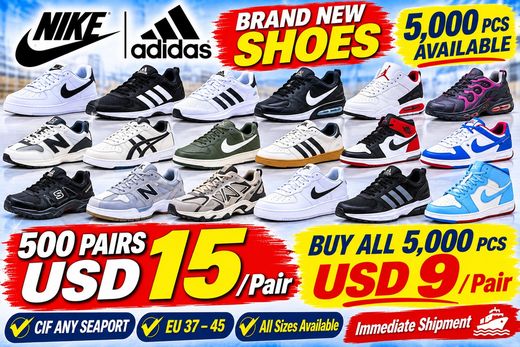 NIKE
adidas
BRAND NEW
SHOES
5,000 PCS
AVAILABLE
N
N
S
N
N
500 PAIRS
USD 15 /Pair
BUY ALL 5,000 PCS
USD 9 /Pair
CIF ANY SEAPORT
EU 37 – 45
All Sizes Available
Immediate Shipment